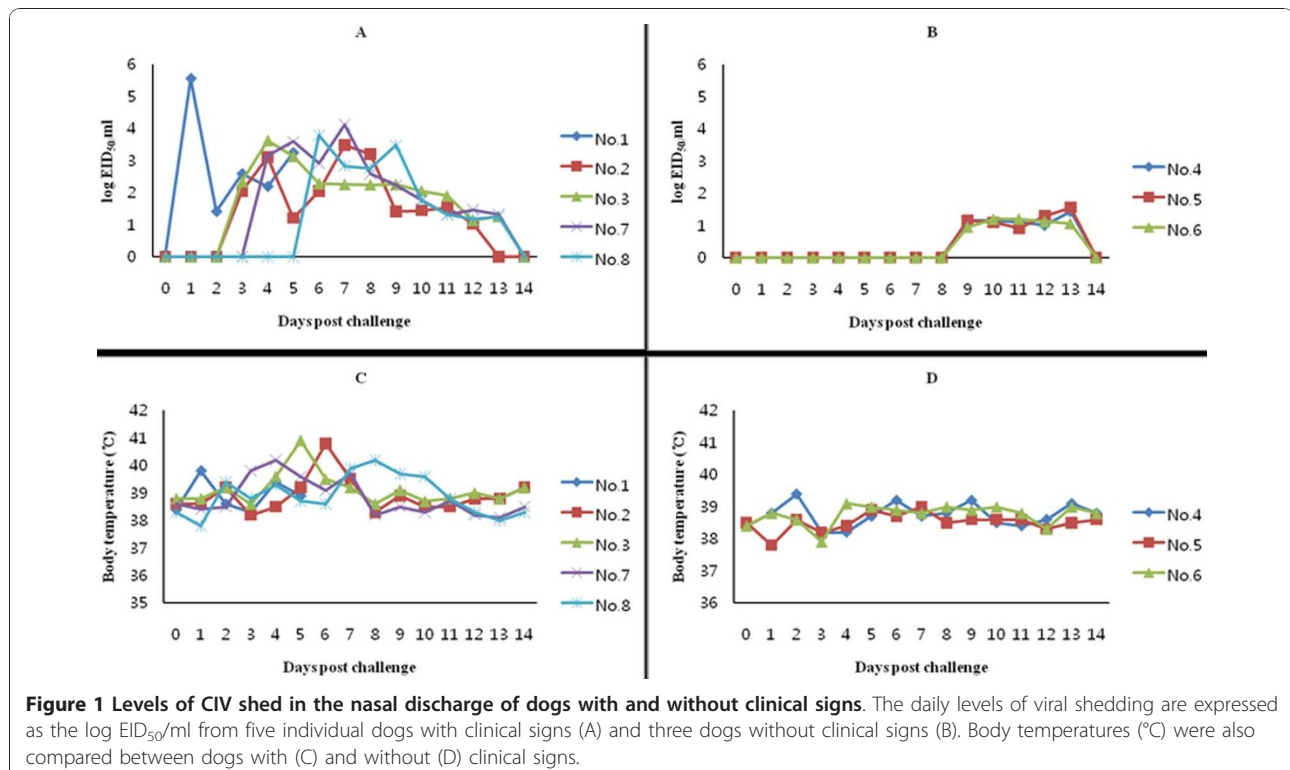 A
log EID50/ml
6
5
4
3
2
1
0
0 1 2 3 4 5 6 7 8 9 10 11 12 13 14
Days post challenge
No.1
No.2
No.3
No.7
No.8
B
log EID50/ml
6
5
4
3
2
1
0
0 1 2 3 4 5 6 7 8 9 10 11 12 13 14
Days post challenge
No.4
No.5
No.6
C
Body temperature (℃)
42
41
40
39
38
37
36
35
0 1 2 3 4 5 6 7 8 9 10 11 12 13 14
Days post challenge
No.1
No.2
No.3
No.7
No.8
D
Body temperature (℃)
42
41
40
39
38
37
36
0 1 2 3 4 5 6 7 8 9 10 11 12 13 14
Days post challenge
No.4
No.5
No.6
Figure 1 Levels of CIV shed in the nasal discharge of dogs with and without clinical signs. The daily levels of viral shedding are expressed
as the log EID50/ml from five individual dogs with clinical signs (A) and three dogs without clinical signs (B). Body temperatures (°C) were also
compared between dogs with (C) and without (D) clinical signs.